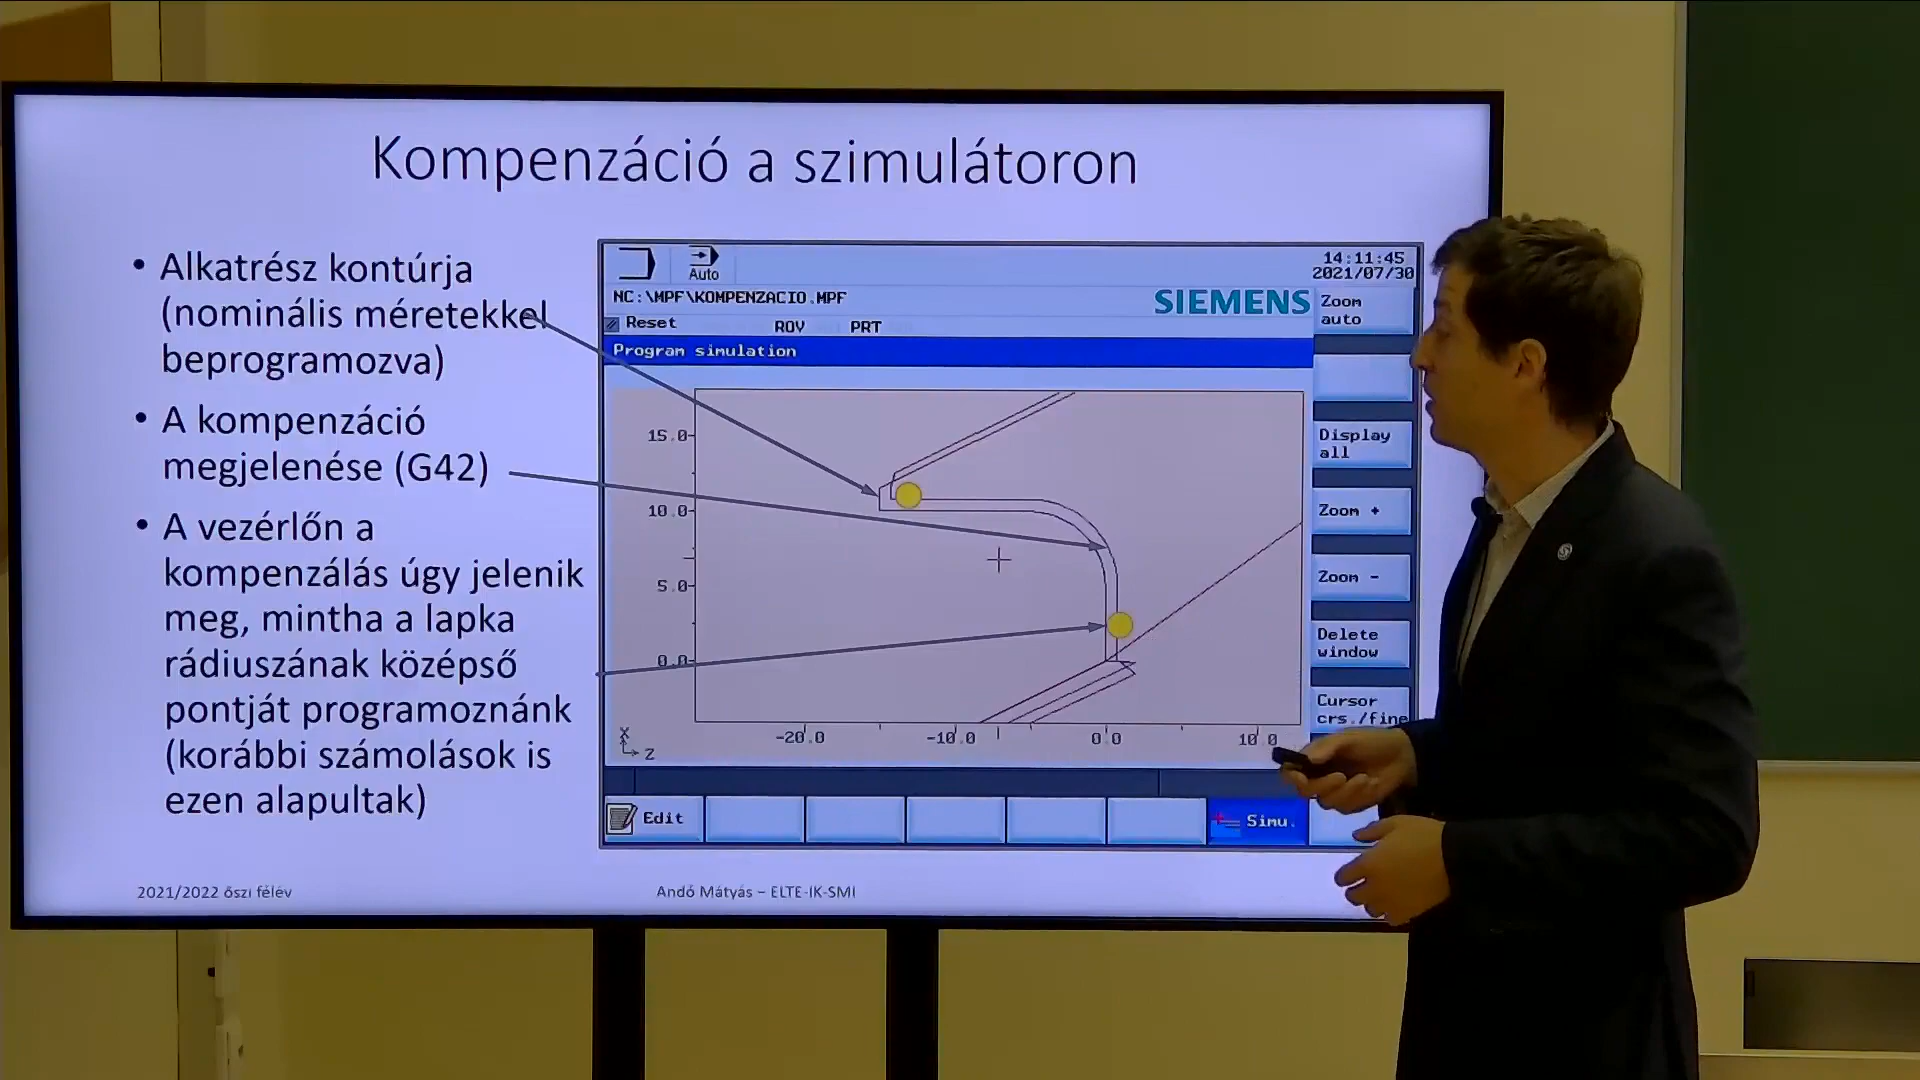 Kompenzáció a szimulátoron
• Alkatrész kontúrja
(nominális méretekkel
beprogramozva)
• A kompenzáció
megjelenése (G42)
• A vezérlőn a
kompenzálás úgy jelenik
meg, mintha a lapka
rádiuszának középső
pontját programoznánk
(korábbi számolások is
ezen alapultak)
Auto
14:11:45
2021/07/30
NC:\MPF\KOMPENZACIO.MPF
SIEMENS
Reset
ROV
PRT
Program simulation
Zoom
auto
Display
all
Zoom +
Zoom -
Delete
window
Cursor
crs./fine
15.0
10.0
5.0
0.0
-20.0
-10.0
0.0
10.0
X
Z
Edit
Simu.
2021/2022 őszi félév
Andó Mátyás – ELTE-IK-SMI